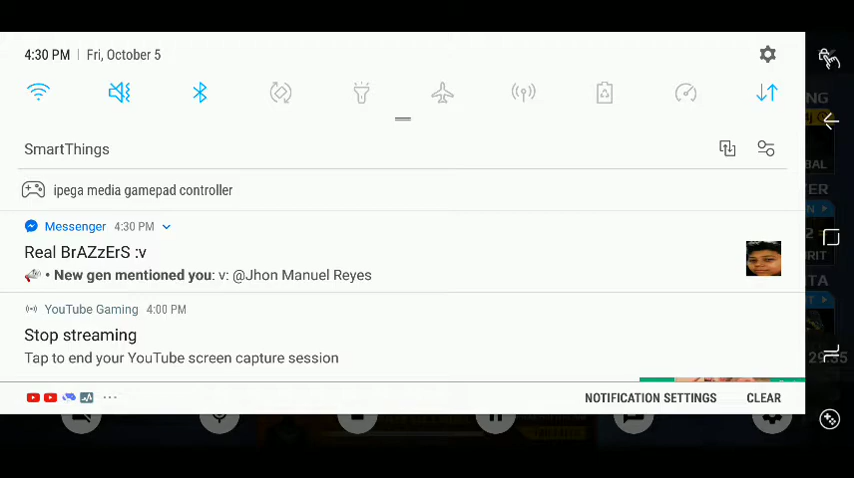 4:30 PM | Fri, October 5
SmartThings
ipega media gamepad controller
Messenger 4:30 PM
Real BrAZzErS :v
• New gen mentioned you: v: @Jhon Manuel Reyes
YouTube Gaming 4:00 PM
Stop streaming
Tap to end your YouTube screen capture session
NOTIFICATION SETTINGS CLEAR